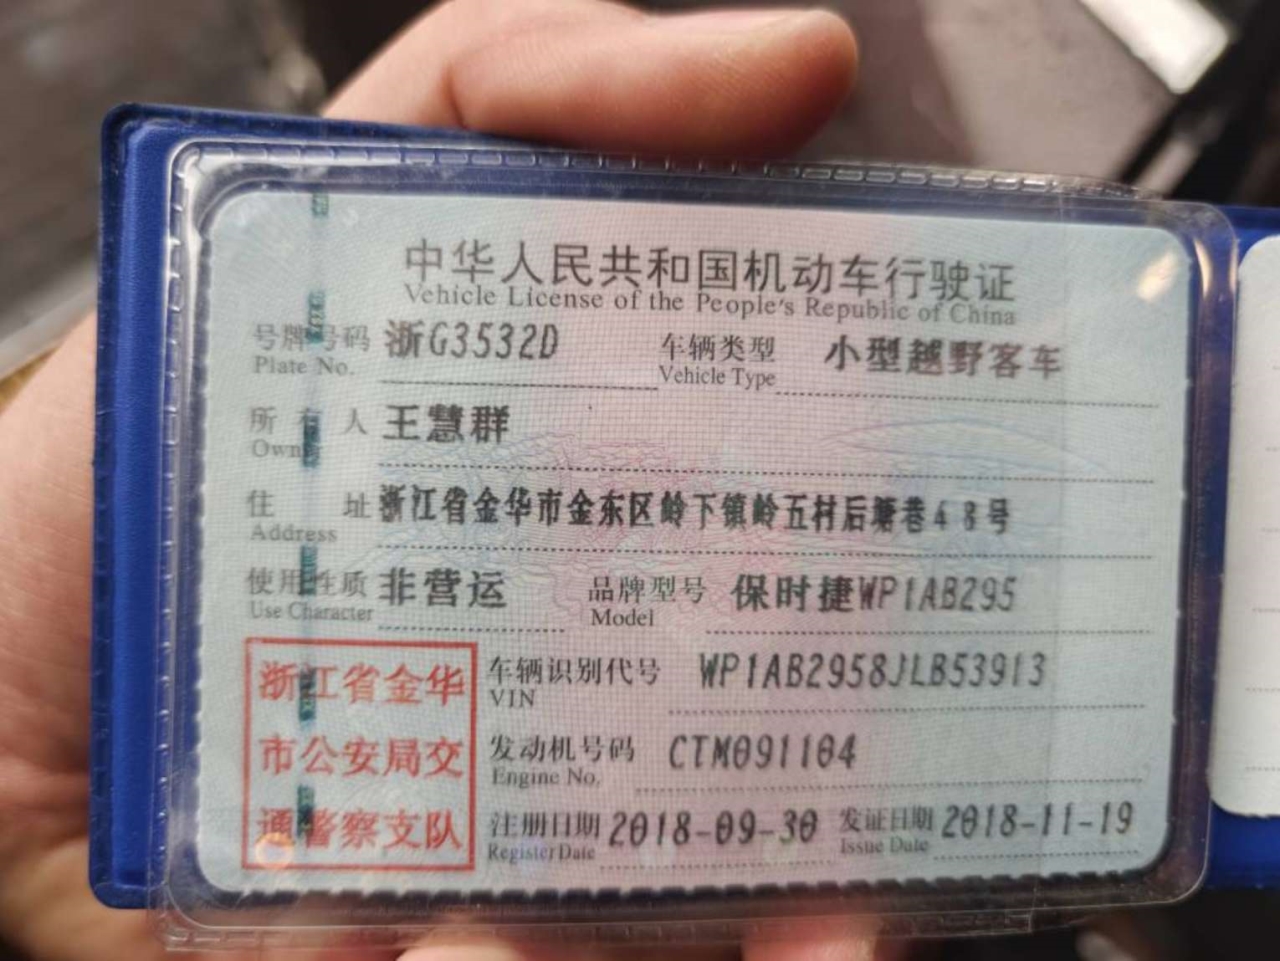 中华人民共和国机动车行驶证
Vehicle License of the People's Republic of China
号牌号码 浙G3532D 车辆类型 小型越野客车
Plate No. Vehicle Type
所有人 王慧群
Owner
住址 浙江省金华市金东区岭下镇岭五村后塘巷48号
Address
使用性质 非营运 品牌型号 保时捷WP1AB295
Use Character Model
浙江省金华
市公安局交
通警察支队
车辆识别代号 WP1AB2958JLB53913
VIN
发动机号码 CTM091104
Engine No.
注册日期 2018-09-30 发证日期 2018-11-19
Register Date Issue Date